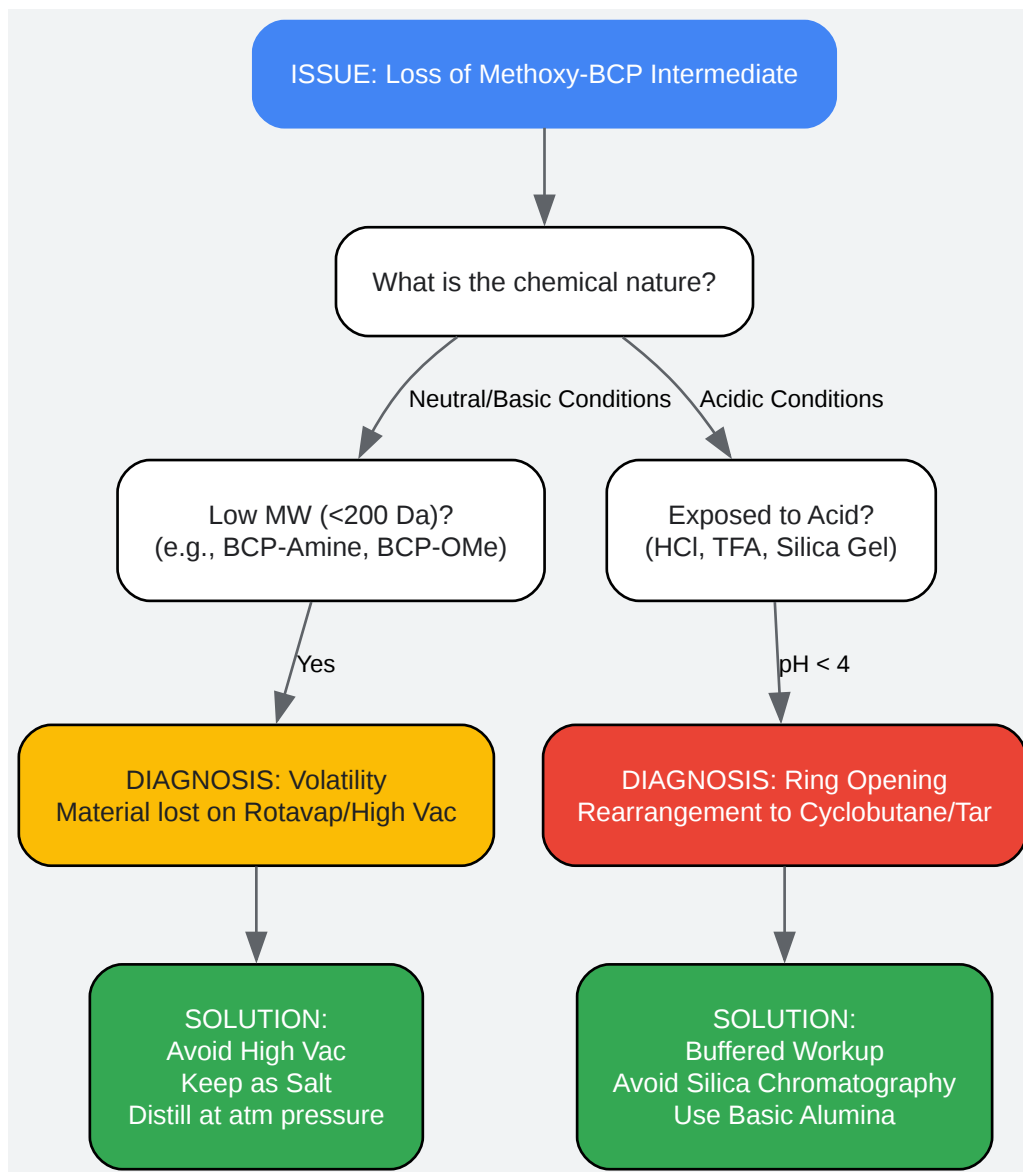 ISSUE: Loss of Methoxy-BCP Intermediate
What is the chemical nature?
Neutral/Basic Conditions
Acidic Conditions
Low MW (<200 Da)?
(e.g., BCP-Amine, BCP-OMe)
Exposed to Acid?
(HCl, TFA, Silica Gel)
Yes
pH < 4
DIAGNOSIS: Volatility
Material lost on Rotavap/High Vac
DIAGNOSIS: Ring Opening
Rearrangement to Cyclobutane/Tar
SOLUTION:
Avoid High Vac
Keep as Salt
Distill at atm pressure
SOLUTION:
Buffered Workup
Avoid Silica Chromatography
Use Basic Alumina